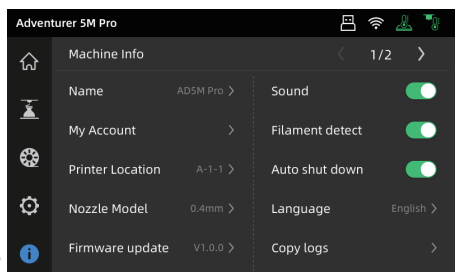 Adventurer 5M Pro
Machine Info
1/2
Name AD5M Pro
My Account
Printer Location A-1-1
Nozzle Model 0.4mm
Firmware update V1.0.0
Sound
Filament detect
Auto shut down
Language English
Copy logs